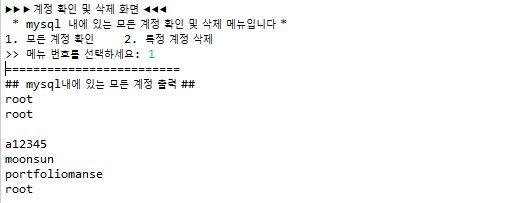 ▶▶▶ 계정 확인 및 삭제 화면 ◀◀◀
* mysql 내에 있는 모든 계정 확인 및 삭제 메뉴입니다 *
1. 모든 계정 확인    2. 특정 계정 삭제
>> 메뉴 번호를 선택하세요: 1
=========================
## mysql내에 있는 모든 계정 출력 ##
root
root

a12345
moonsun
portfoliomanse
root